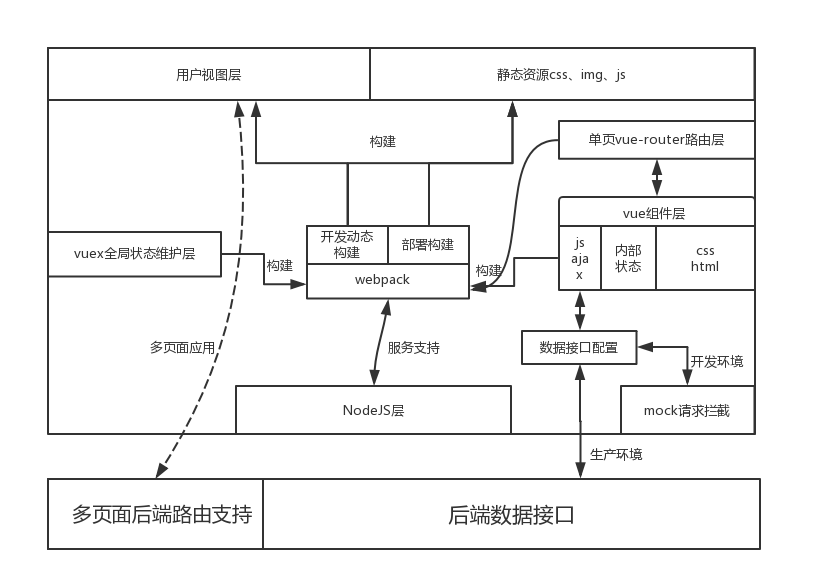 用户视图层
静态资源css、img、js
构建
单页vue-router路由层
vue组件层
js
aja
x
内部
状态
css
html
开发动态
构建
部署构建
webpack
vuex全局状态维护层
构建
构建
多页面应用
服务支持
数据接口配置
开发环境
NodeJS层
mock请求拦截
生产环境
多页面后端路由支持
后端数据接口